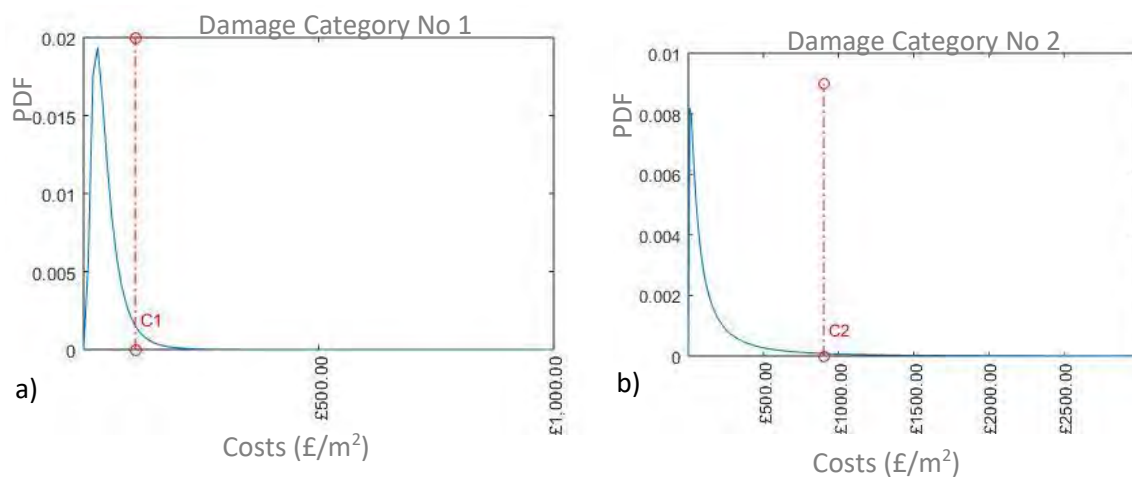 Damage Category No 1
PDF
0.02
0.015
0.01
0.005
0
C1
£500.00
£1,000.00
a)
Costs (£/m²)
Damage Category No 2
PDF
0.01
0.008
0.006
0.004
0.002
0
C2
£500.00
£1000.00
£1500.00
£2000.00
£2500.00
b)
Costs (£/m²)